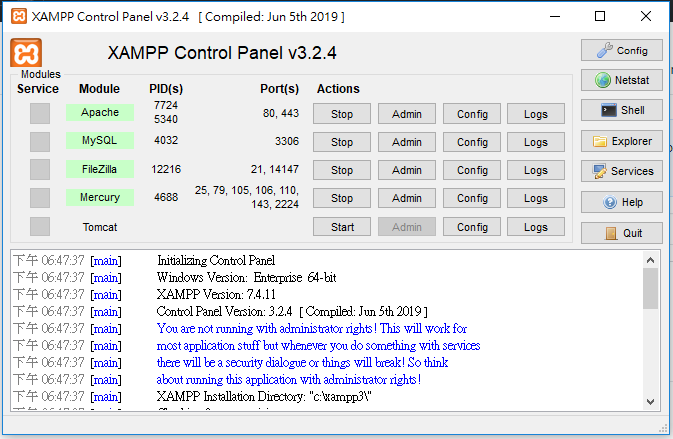 XAMPP Control Panel v3.2.4 [ Compiled: Jun 5th 2019 ]
XAMPP Control Panel v3.2.4
Config
Modules
Service Module PID(s) Port(s) Actions
Netstat
Apache 7724 5340 80, 443 Stop Admin Config Logs
Shell
MySQL 4032 3306 Stop Admin Config Logs
Explorer
FileZilla 12216 21, 14147 Stop Admin Config Logs
Services
Mercury 4688 25, 79, 105, 106, 110, 143, 2224 Stop Admin Config Logs
Help
Tomcat Start Admin Config Logs
Quit
下午 06:47:37 [main] Initializing Control Panel
下午 06:47:37 [main] Windows Version: Enterprise 64-bit
下午 06:47:37 [main] XAMPP Version: 7.4.11
下午 06:47:37 [main] Control Panel Version: 3.2.4 [ Compiled: Jun 5th 2019 ]
下午 06:47:37 [main] You are not running with administrator rights! This will work for
下午 06:47:37 [main] most application stuff but whenever you do something with services
下午 06:47:37 [main] there will be a security dialogue or things will break! So think
下午 06:47:37 [main] about running this application with administrator rights!
下午 06:47:37 [main] XAMPP Installation Directory: "c:\xampp3\"